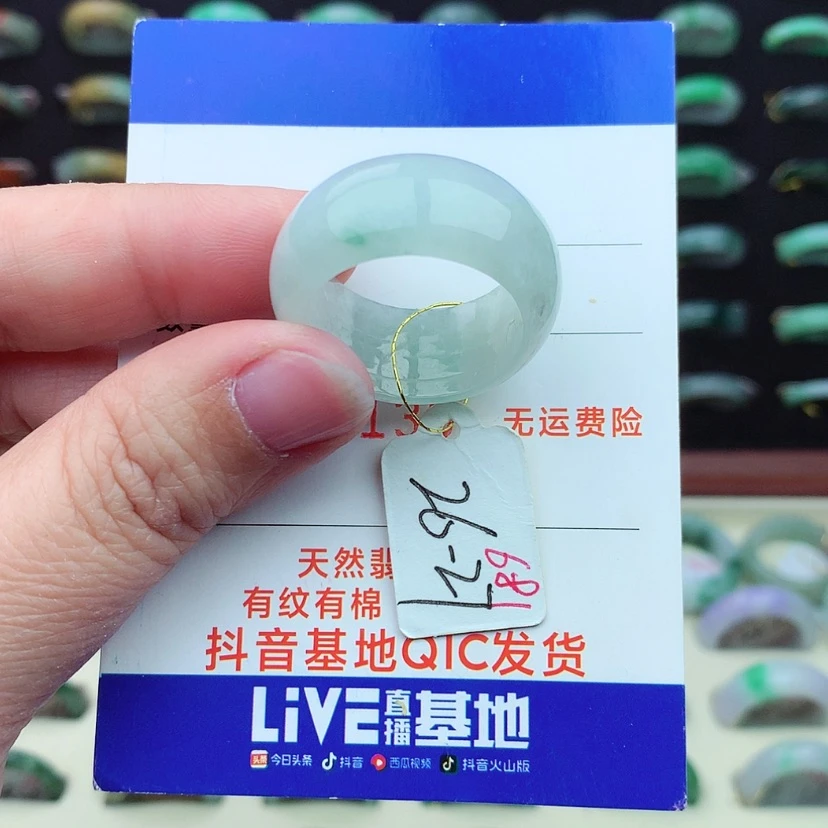 13
无运费险
26-27
189
天然翡
有纹有棉
抖音基地QIC发货
LiVE直播基地
头条 今日头条 抖音 西瓜视频 抖音火山版